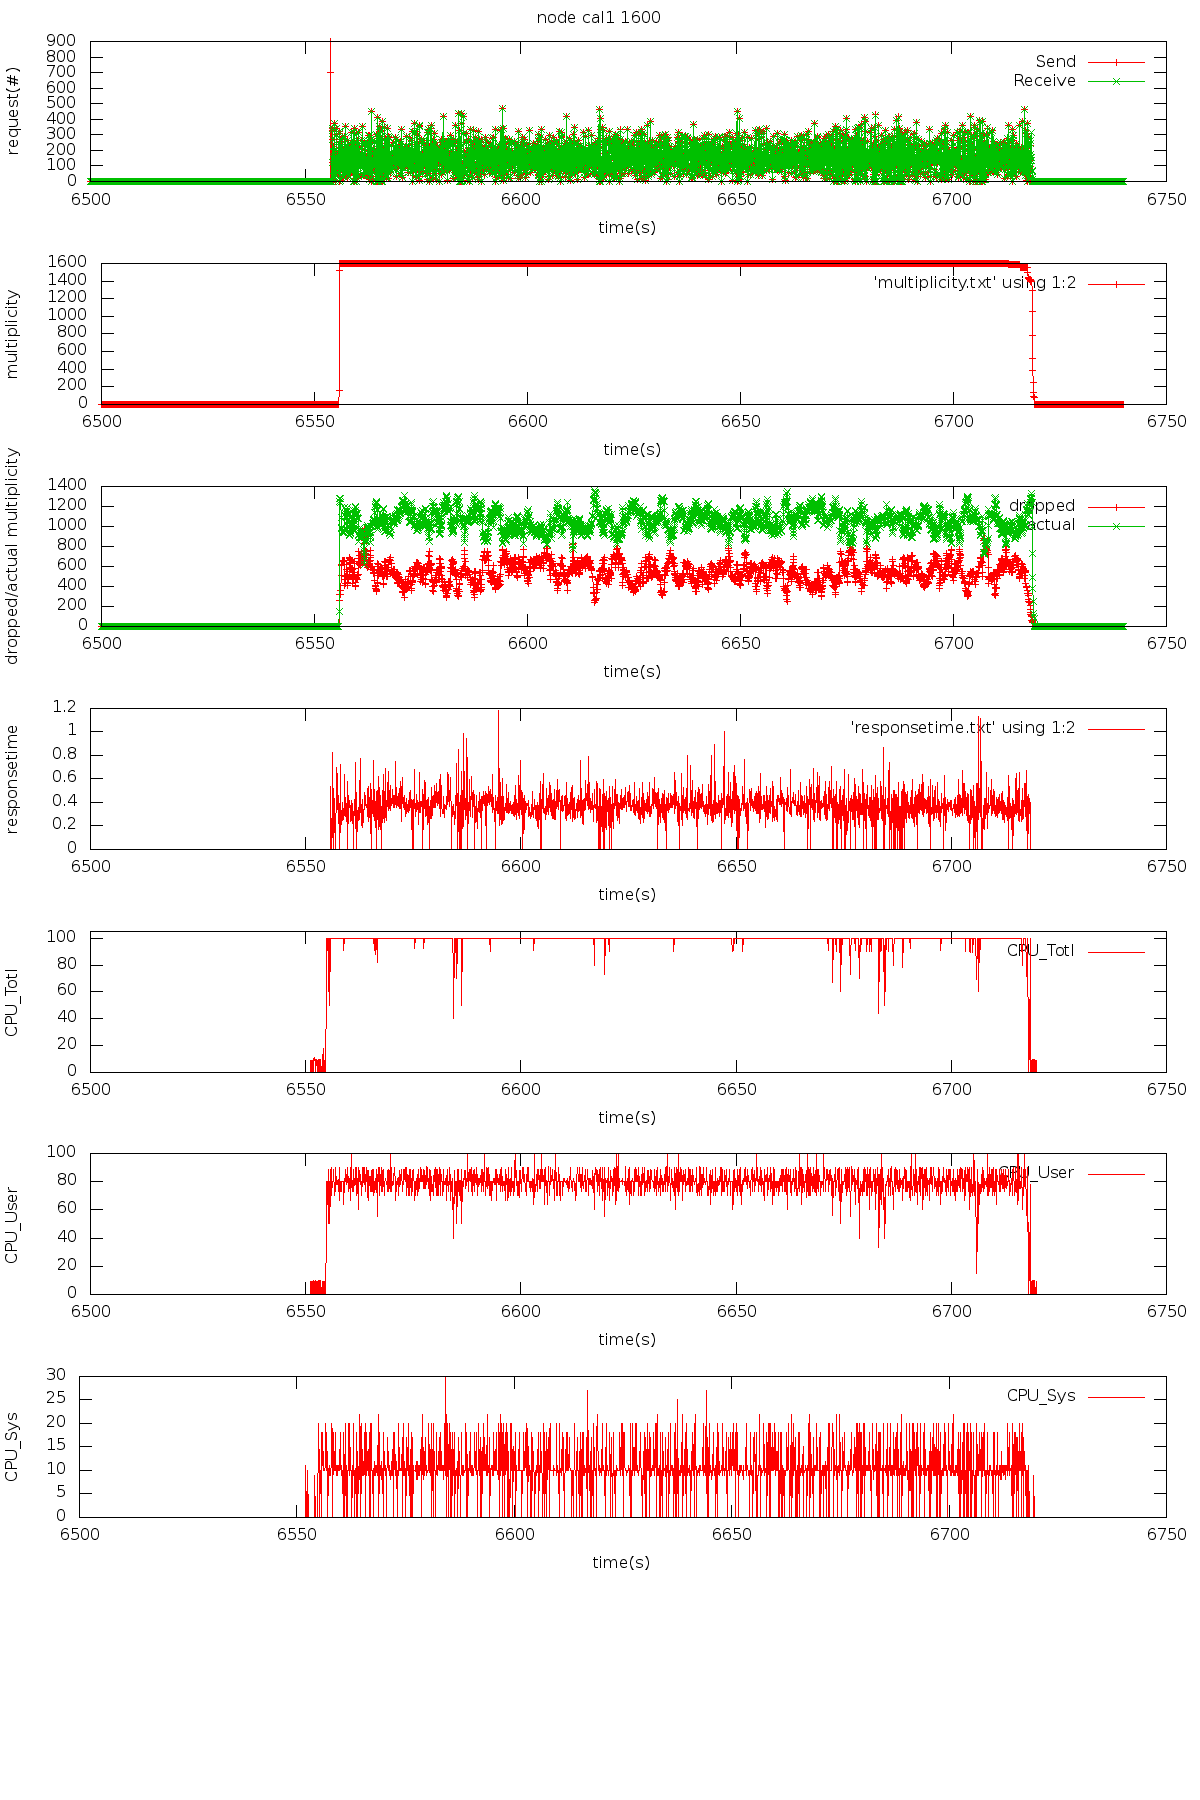 node cal1 1600
900
800
700
600
500
400
300
200
100
0
request(#)
Send
Receive
6500 6550 6600 6650 6700 6750
time(s)
1600
1400
1200
1000
800
600
400
200
0
multiplicity
'multiplicity.txt' using 1:2
6500 6550 6600 6650 6700 6750
time(s)
1400
1200
1000
800
600
400
200
0
dropped/actual multiplicity
dropped
actual
6500 6550 6600 6650 6700 6750
time(s)
1.2
1
0.8
0.6
0.4
0.2
0
responsetime
'responsetime.txt' using 1:2
6500 6550 6600 6650 6700 6750
time(s)
100
80
60
40
20
0
CPU_Totl
CPU_Totl
6500 6550 6600 6650 6700 6750
time(s)
100
80
60
40
20
0
CPU_User
CPU_User
6500 6550 6600 6650 6700 6750
time(s)
30
25
20
15
10
5
0
CPU_Sys
CPU_Sys
6500 6550 6600 6650 6700 6750
time(s)